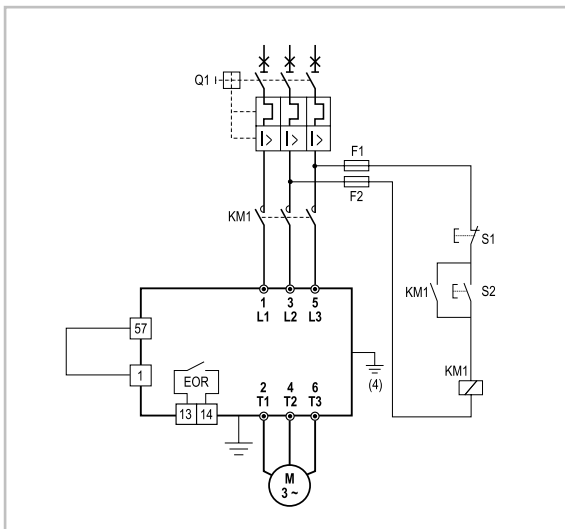 Q1
I> I> I>
F1
F2
KM1
S1
KM1 S2
1 3 5
L1 L2 L3
57
1
EOR
13 14
(4)
KM1
2 4 6
T1 T2 T3
M
3 ~